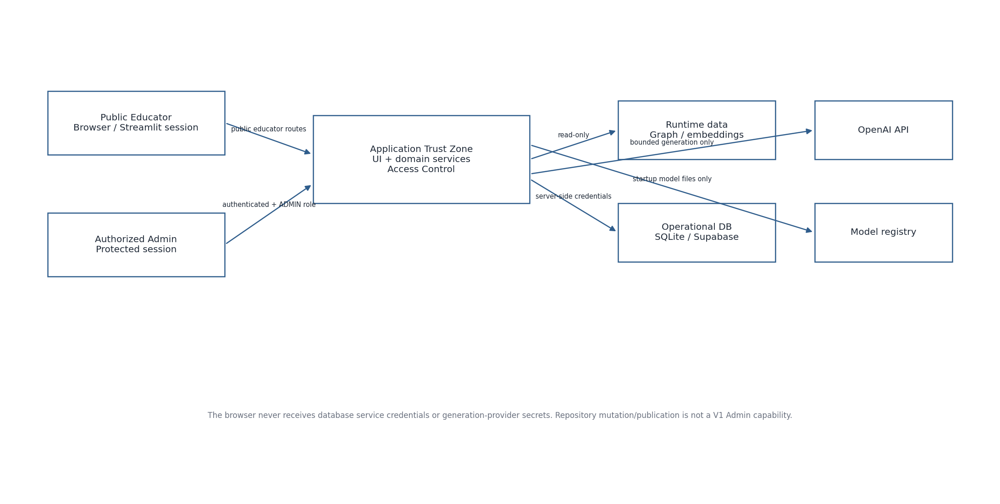 Public Educator
Browser / Streamlit session
public educator routes
Authorized Admin
Protected session
authenticated + ADMIN role
Application Trust Zone
UI + domain services
Access Control
read-only
Runtime data
Graph / embeddings
bounded generation only
OpenAI API
startup model files only
server-side credentials
Operational DB
SQLite / Supabase
Model registry
The browser never receives database service credentials or generation-provider secrets. Repository mutation/publication is not a V1 Admin capability.